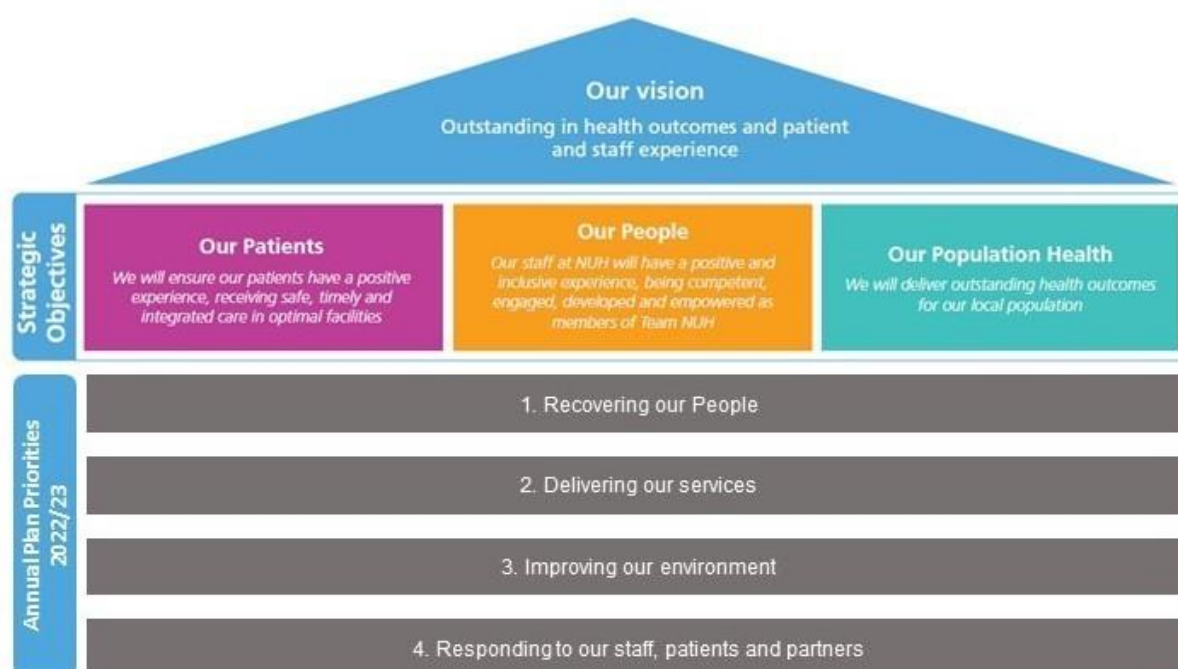 Our vision
Outstanding in health outcomes and patient
and staff experience
Strategic
Objectives
Our Patients
We will ensure our patients have a positive
experience, receiving safe, timely and
integrated care in optimal facilities
Our People
Our staff at NUH will have a positive and
inclusive experience, being competent,
engaged, developed and empowered as
members of Team NUH
Our Population Health
We will deliver outstanding health outcomes
for our local population
Annual Plan Priorities
2022/23
1. Recovering our People
2. Delivering our services
3. Improving our environment
4. Responding to our staff, patients and partners